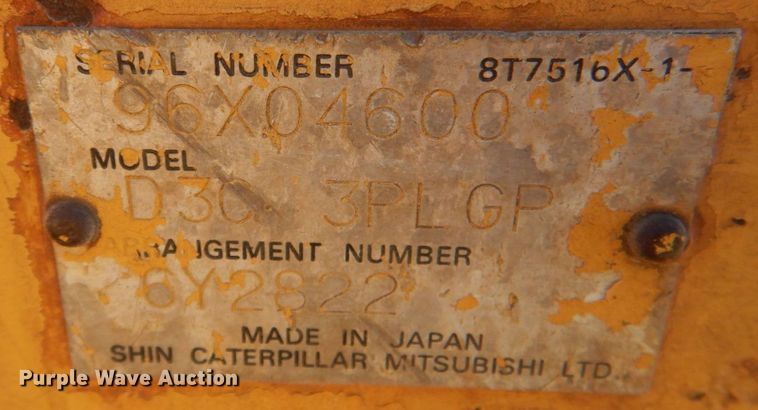 SERIAL NUMBER 8T7516X-1-
96X04600
MODEL
D3C 3PLGP
ARRANGEMENT NUMBER
6Y2822
MADE IN JAPAN
SHIN CATERPILLAR MITSUBISHI LTD.
Purple Wave Auction